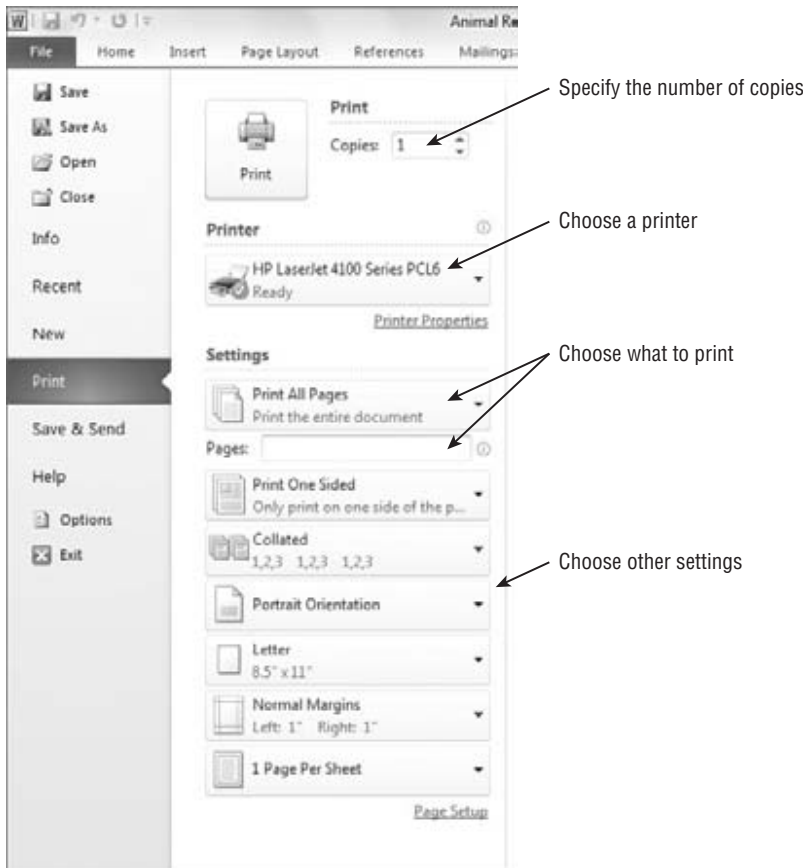 W
Animal Re
File Home Insert Page Layout References Mailings
Save
Save As
Open
Close
Info
Recent
New
Print
Save & Send
Help
Options
Exit
Print
Print
Copies: 1
Printer
HP LaserJet 4100 Series PCL6
Ready
Printer Properties
Settings
Print All Pages
Print the entire document
Pages:
Print One Sided
Only print on one side of the p...
Collated
1,2,3 1,2,3 1,2,3
Portrait Orientation
Letter
8.5" x 11"
Normal Margins
Left: 1" Right: 1"
1 Page Per Sheet
Page Setup
Specify the number of copies
Choose a printer
Choose what to print
Choose other settings